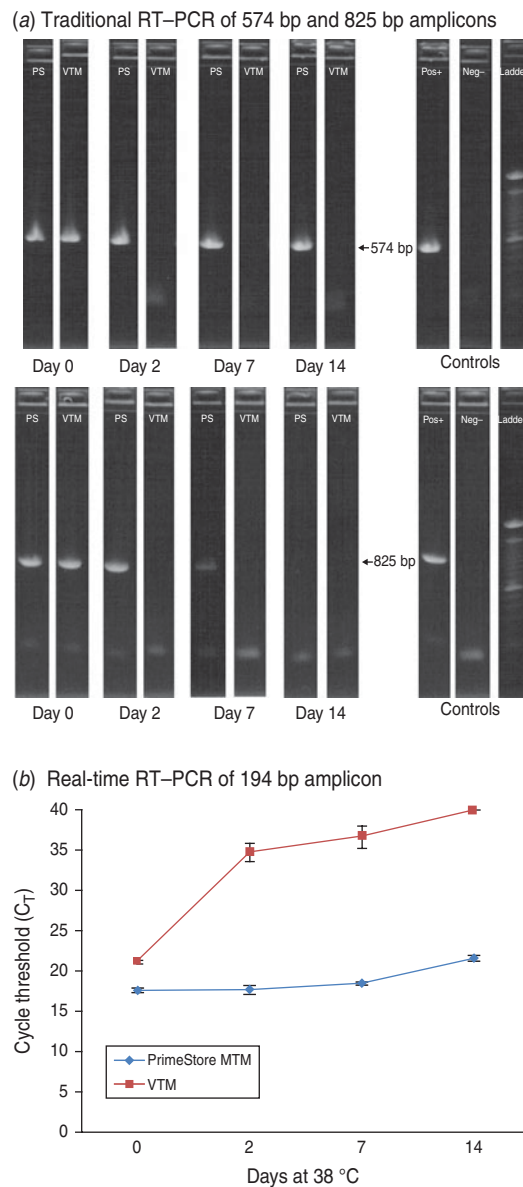 (a) Traditional RT–PCR of 574 bp and 825 bp amplicons
PS VTM PS VTM PS VTM PS VTM Pos+ Neg– Ladde
←574 bp
Day 0 Day 2 Day 7 Day 14 Controls
PS VTM PS VTM PS VTM PS VTM Pos+ Neg– Ladde
←825 bp
Day 0 Day 2 Day 7 Day 14 Controls
(b) Real-time RT–PCR of 194 bp amplicon
40
35
30
25
20
15
10
5
0
Cycle threshold (C_T)
PrimeStore MTM
VTM
0 2 7 14
Days at 38 °C